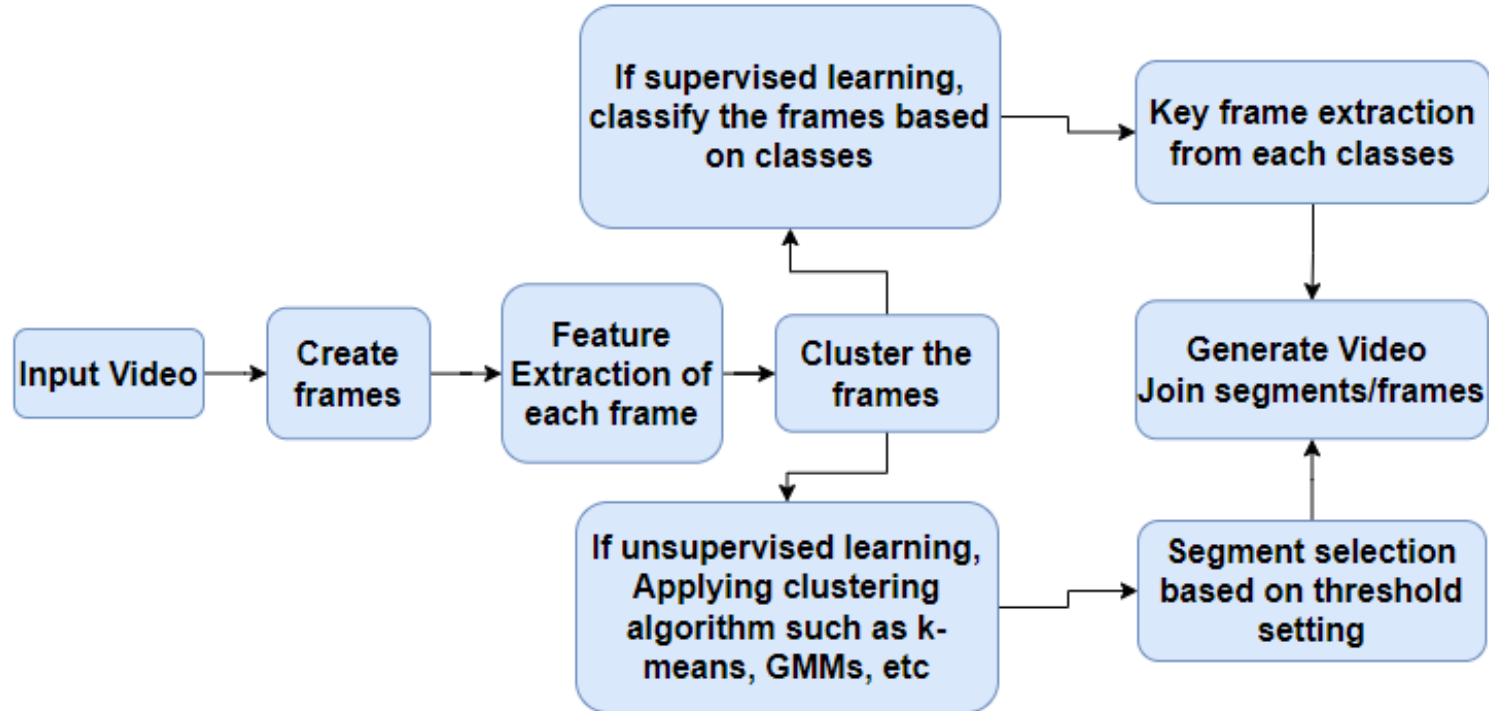 If supervised learning,
classify the frames based
on classes
Key frame extraction
from each classes
Input Video
Create
frames
Feature
Extraction of
each frame
Cluster the
frames
Generate Video
Join segments/frames
If unsupervised learning,
Applying clustering
algorithm such as k-
means, GMMs, etc
Segment selection
based on threshold
setting